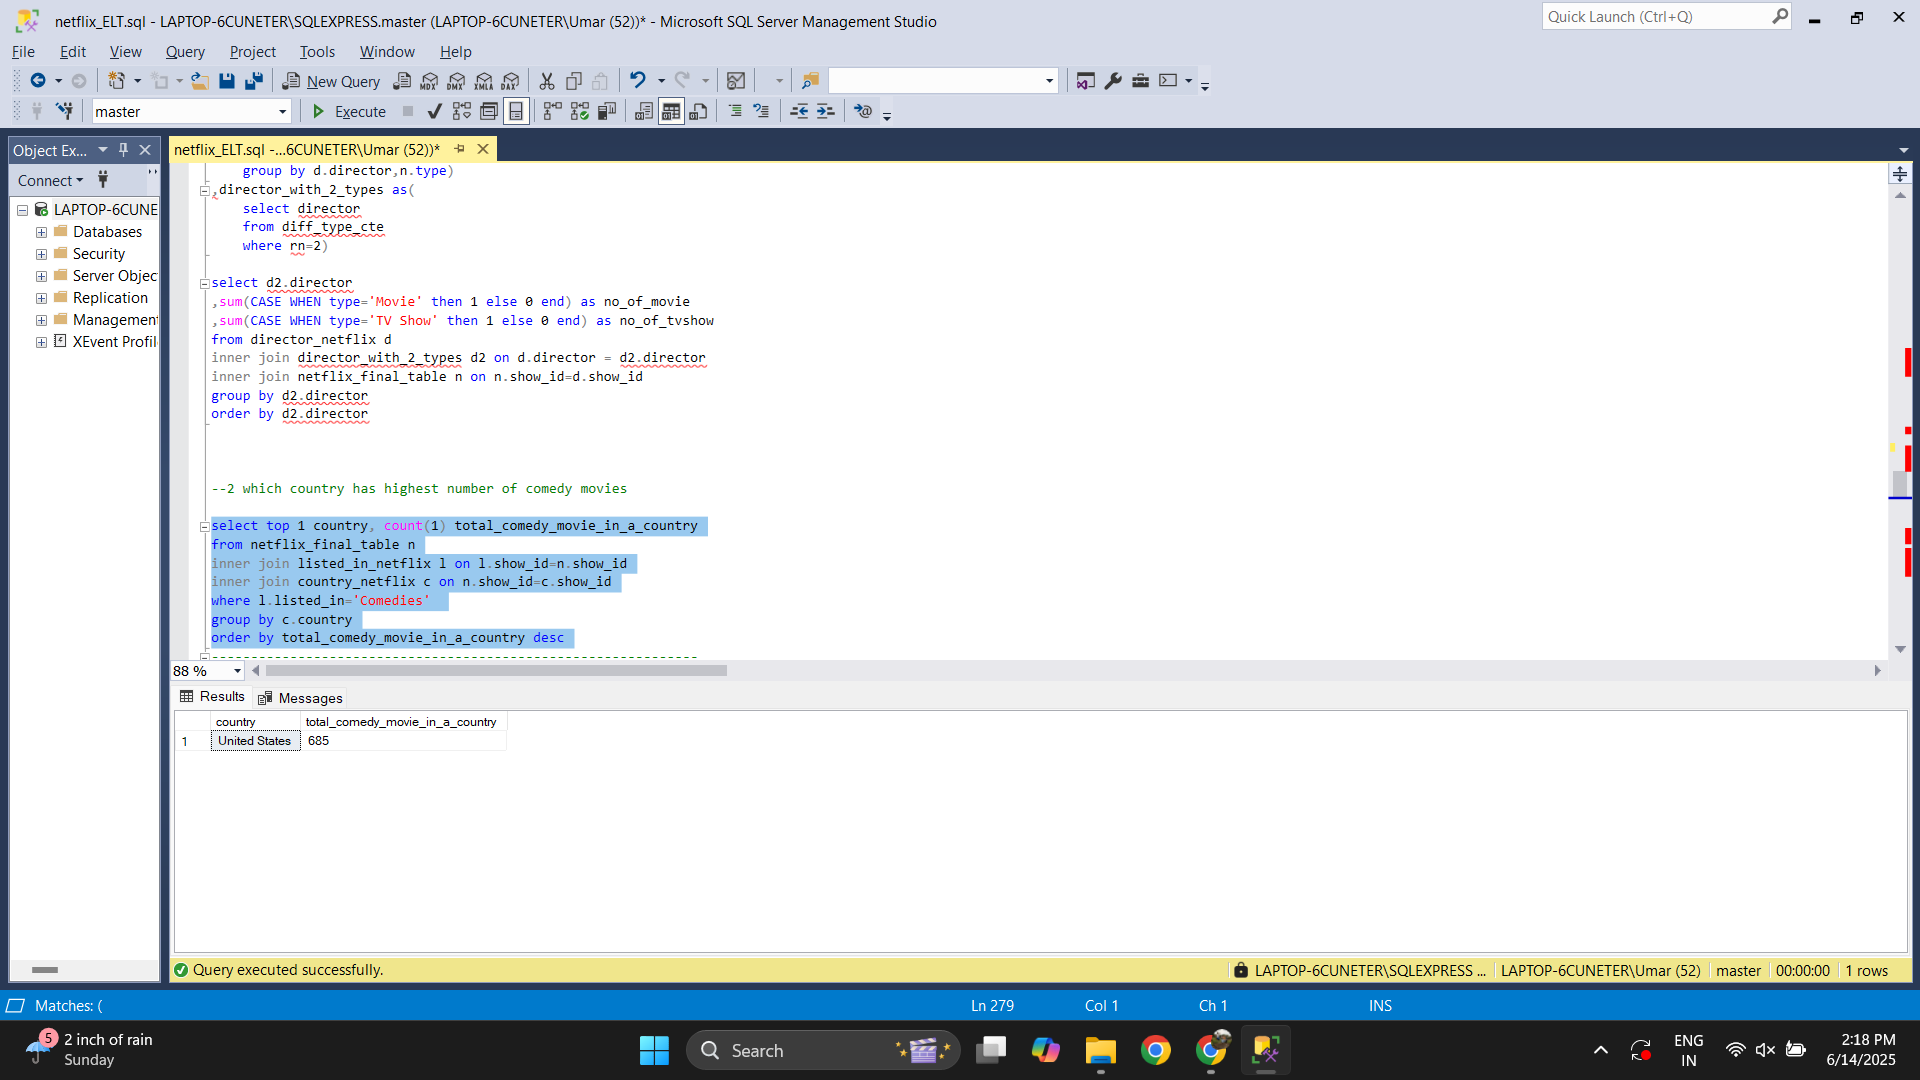 netflix_ELT.sql - LAPTOP-6CUNETER\SQLEXPRESS.master (LAPTOP-6CUNETER\Umar (52))* - Microsoft SQL Server Management Studio
Quick Launch (Ctrl+Q)
File Edit View Query Project Tools Window Help
New Query MDX DMX XMLA DAX
master Execute
Object Ex...
netflix_ELT.sql -...6CUNETER\Umar (52))*
Connect
LAPTOP-6CUNE
Databases
Security
Server Objec
Replication
Management
XEvent Profil
group by d.director,n.type)
,director_with_2_types as(
select director
from diff_type_cte
where rn=2)
select d2.director
,sum(CASE WHEN type='Movie' then 1 else 0 end) as no_of_movie
,sum(CASE WHEN type='TV Show' then 1 else 0 end) as no_of_tvshow
from director_netflix d
inner join director_with_2_types d2 on d.director = d2.director
inner join netflix_final_table n on n.show_id=d.show_id
group by d2.director
order by d2.director
--2 which country has highest number of comedy movies
select top 1 country, count(1) total_comedy_movie_in_a_country
from netflix_final_table n
inner join listed_in_netflix l on l.show_id=n.show_id
inner join country_netflix c on n.show_id=c.show_id
where l.listed_in='Comedies'
group by c.country
order by total_comedy_movie_in_a_country desc
88 %
Results Messages
country total_comedy_movie_in_a_country
1 United States 685
Query executed successfully.
LAPTOP-6CUNETER\SQLEXPRESS ... LAPTOP-6CUNETER\Umar (52) master 00:00:00 1 rows
Matches: (
Ln 279 Col 1 Ch 1 INS
5
2 inch of rain
Sunday
Search
ENG
IN
2:18 PM
6/14/2025